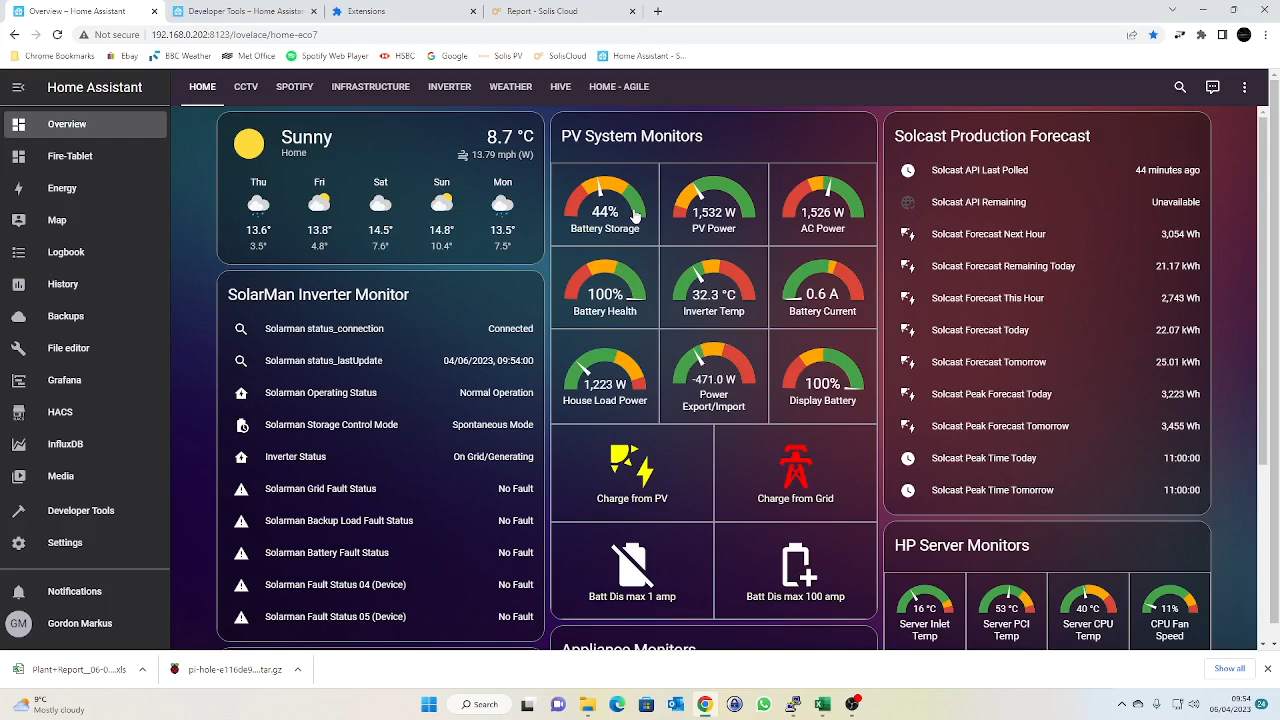 Overview – Home Assistant
Developer Tools – Home Assistant
Extensions
Report - Solis Cloud
Not secure
192.168.0.202:8123/lovelace/home-eco7
Chrome Bookmarks
Ebay
BBC Weather
Met Office
Spotify Web Player
HSBC
Google
Solis PV
SolisCloud
Home Assistant - S...
Home Assistant
HOME
CCTV
SPOTIFY
INFRASTRUCTURE
INVERTER
WEATHER
HIVE
HOME - AGILE
Overview
Fire-Tablet
Energy
Map
Logbook
History
Backups
File editor
Grafana
HACS
InfluxDB
Media
Developer Tools
Settings
Notifications
GM Gordon Markus
Sunny 8.7 °C
Home 13.79 mph (W)
Thu Fri Sat Sun Mon
13.6° 13.8° 14.5° 14.8° 13.5°
3.5° 4.8° 7.6° 10.4° 7.5°
SolarMan Inverter Monitor
Solarman status_connection Connected
Solarman status_lastUpdate 04/06/2023, 09:54:00
Solarman Operating Status Normal Operation
Solarman Storage Control Mode Spontaneous Mode
Inverter Status On Grid/Generating
Solarman Grid Fault Status No Fault
Solarman Backup Load Fault Status No Fault
Solarman Battery Fault Status No Fault
Solarman Fault Status 04 (Device) No Fault
Solarman Fault Status 05 (Device) No Fault
PV System Monitors
44% 1,532 W 1,526 W
Battery Storage PV Power AC Power
100% 32.3 °C 0.6 A
Battery Health Inverter Temp Battery Current
1,223 W -471.0 W 100%
House Load Power Power Export/Import Display Battery
Charge from PV Charge from Grid
Batt Dis max 1 amp Batt Dis max 100 amp
Appliance Monitors
Solcast Production Forecast
Solcast API Last Polled 44 minutes ago
Solcast API Remaining Unavailable
Solcast Forecast Next Hour 3,054 Wh
Solcast Forecast Remaining Today 21.17 kWh
Solcast Forecast This Hour 2,743 Wh
Solcast Forecast Today 22.07 kWh
Solcast Forecast Tomorrow 25.01 kWh
Solcast Peak Forecast Today 3,223 Wh
Solcast Peak Forecast Tomorrow 3,455 Wh
Solcast Peak Time Today 11:00:00
Solcast Peak Time Tomorrow 11:00:00
HP Server Monitors
16 °C 53 °C 40 °C 11%
Server Inlet Temp Server PCI Temp Server CPU Temp CPU Fan Speed
Plant+Report__06-0....xls
pi-hole-e116de9....tar.gz
Show all
9°C
Mostly cloudy
Search
09:54
06/04/2023
24